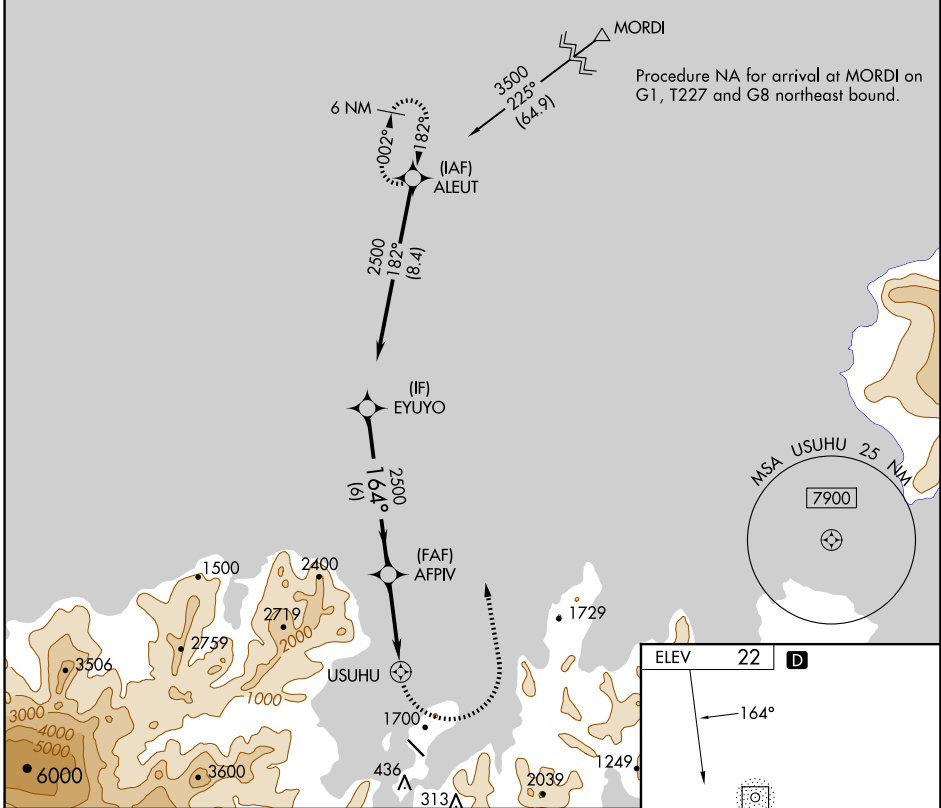 MORDI
Procedure NA for arrival at MORDI on
G1, T227 and G8 northeast bound.
3500
225°
(64.9)
6 NM
002°
182°
(IAF)
ALEUT
2500
182°
(8.4)
(IF)
EYUYO
2500
164°
(6)
MSA USUHU 25 NM
7900
(FAF)
AFPIV
1500
2400
2719
2000
2759
1729
3506
USUHU
1000
3000
4000
5000
6000
3600
1700
436
313
2039
1249
ELEV 22 D
164°